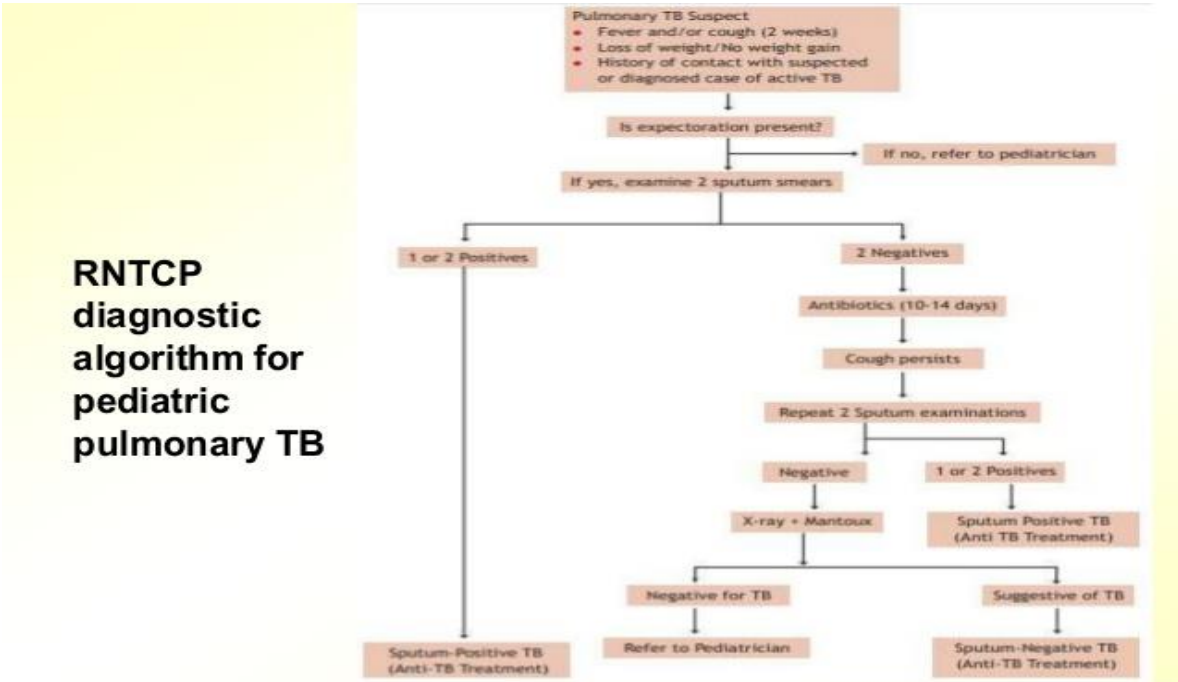 RNTCP
diagnostic
algorithm for
pediatric
pulmonary TB
Pulmonary TB Suspect
• Fever and/or cough (2 weeks)
• Loss of weight/No weight gain
• History of contact with suspected
or diagnosed case of active TB
Is expectoration present?
If no, refer to pediatrician
If yes, examine 2 sputum smears
1 or 2 Positives
2 Negatives
Antibiotics (10-14 days)
Cough persists
Repeat 2 Sputum examinations
Negative
1 or 2 Positives
X-ray + Mantoux
Sputum Positive TB
(Anti TB Treatment)
Negative for TB
Suggestive of TB
Sputum-Positive TB
(Anti-TB Treatment)
Refer to Pediatrician
Sputum-Negative TB
(Anti-TB Treatment)